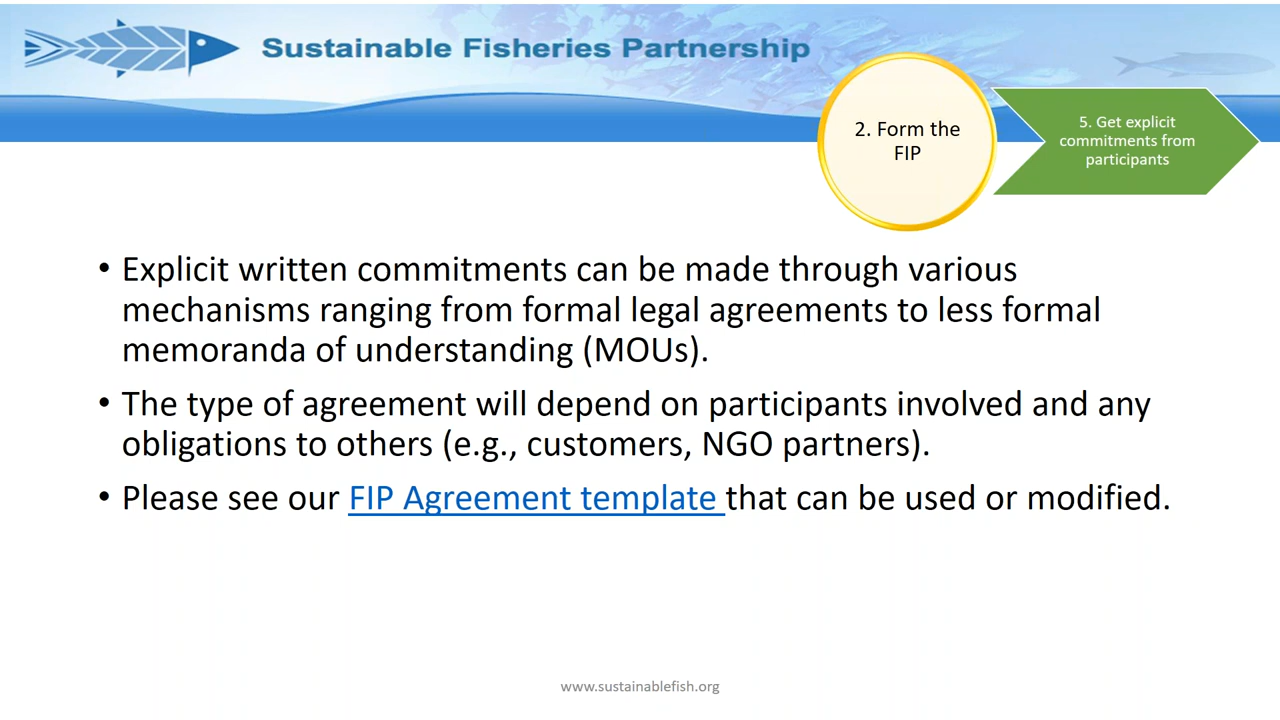 Sustainable Fisheries Partnership
2. Form the
FIP
5. Get explicit
commitments from
participants
• Explicit written commitments can be made through various
mechanisms ranging from formal legal agreements to less formal
memoranda of understanding (MOUs).
• The type of agreement will depend on participants involved and any
obligations to others (e.g., customers, NGO partners).
• Please see our FIP Agreement template that can be used or modified.
www.sustainablefish.org